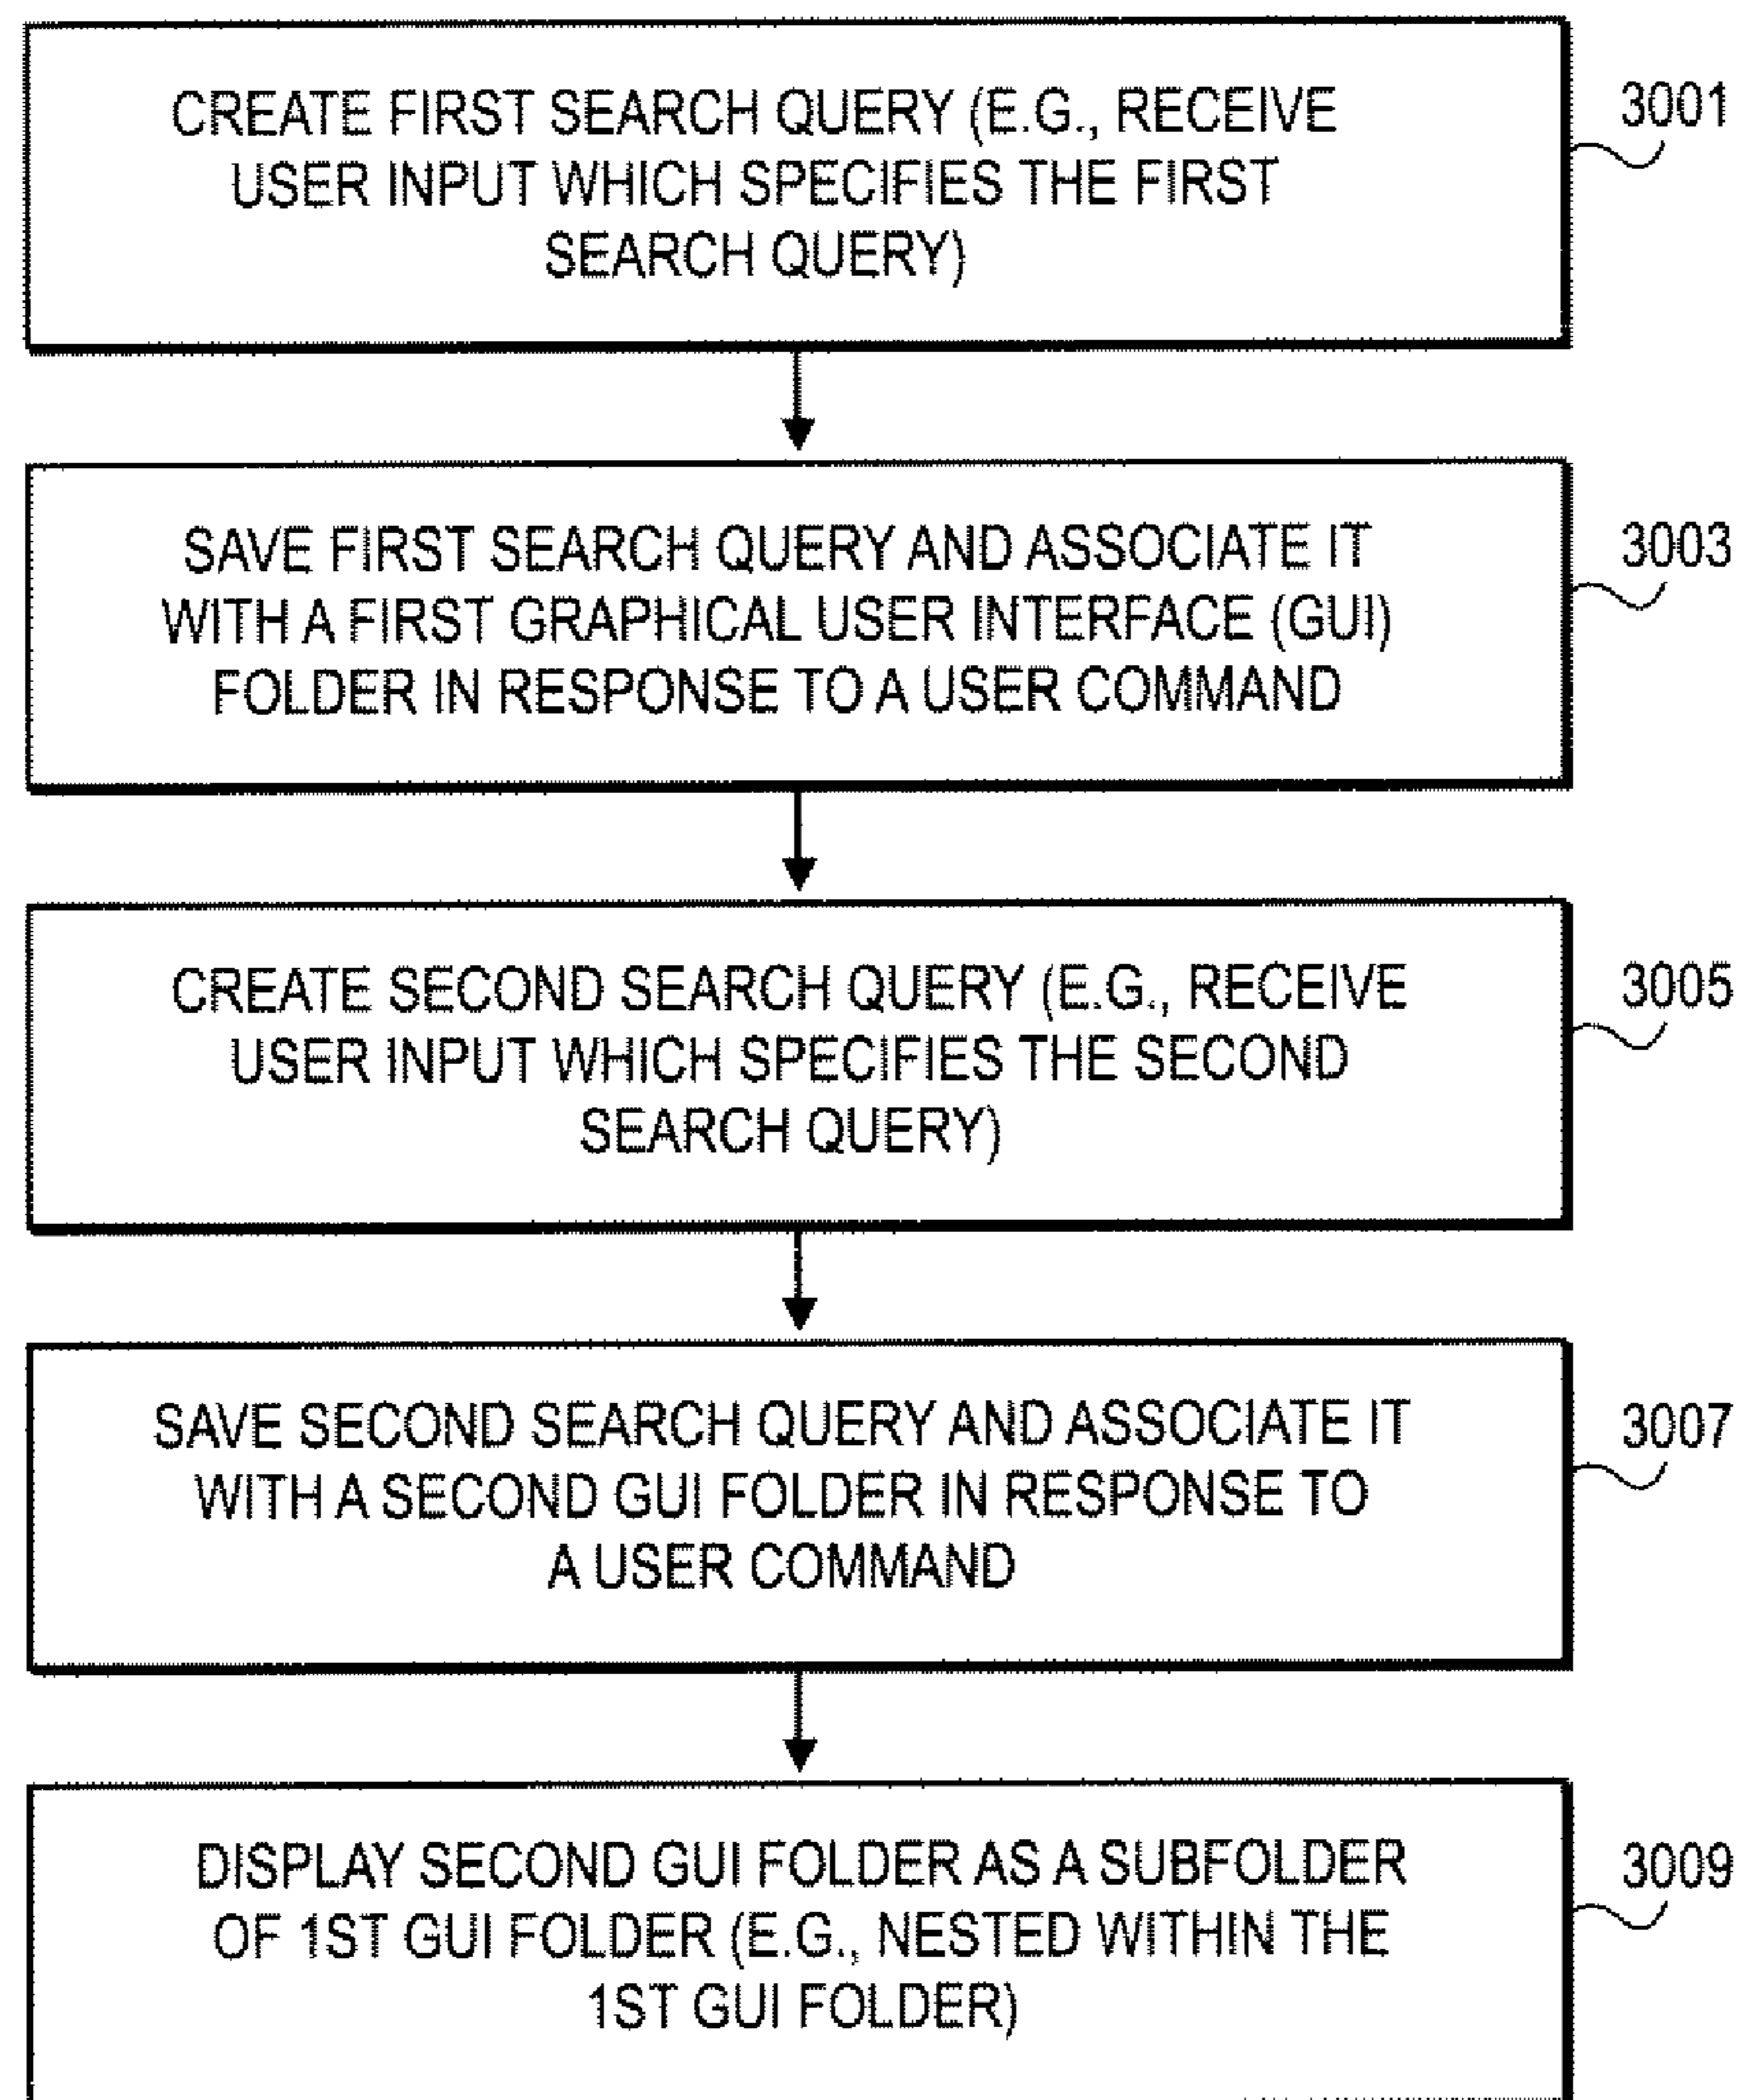 CREATE FIRST SEARCH QUERY (E.G., RECEIVE
USER INPUT WHICH SPECIFIES THE FIRST
SEARCH QUERY)
3001
SAVE FIRST SEARCH QUERY AND ASSOCIATE IT
WITH A FIRST GRAPHICAL USER INTERFACE (GUI)
FOLDER IN RESPONSE TO A USER COMMAND
3003
CREATE SECOND SEARCH QUERY (E.G., RECEIVE
USER INPUT WHICH SPECIFIES THE SECOND
SEARCH QUERY)
3005
SAVE SECOND SEARCH QUERY AND ASSOCIATE IT
WITH A SECOND GUI FOLDER IN RESPONSE TO
A USER COMMAND
3007
DISPLAY SECOND GUI FOLDER AS A SUBFOLDER
OF 1ST GUI FOLDER (E.G., NESTED WITHIN THE
1ST GUI FOLDER)
3009